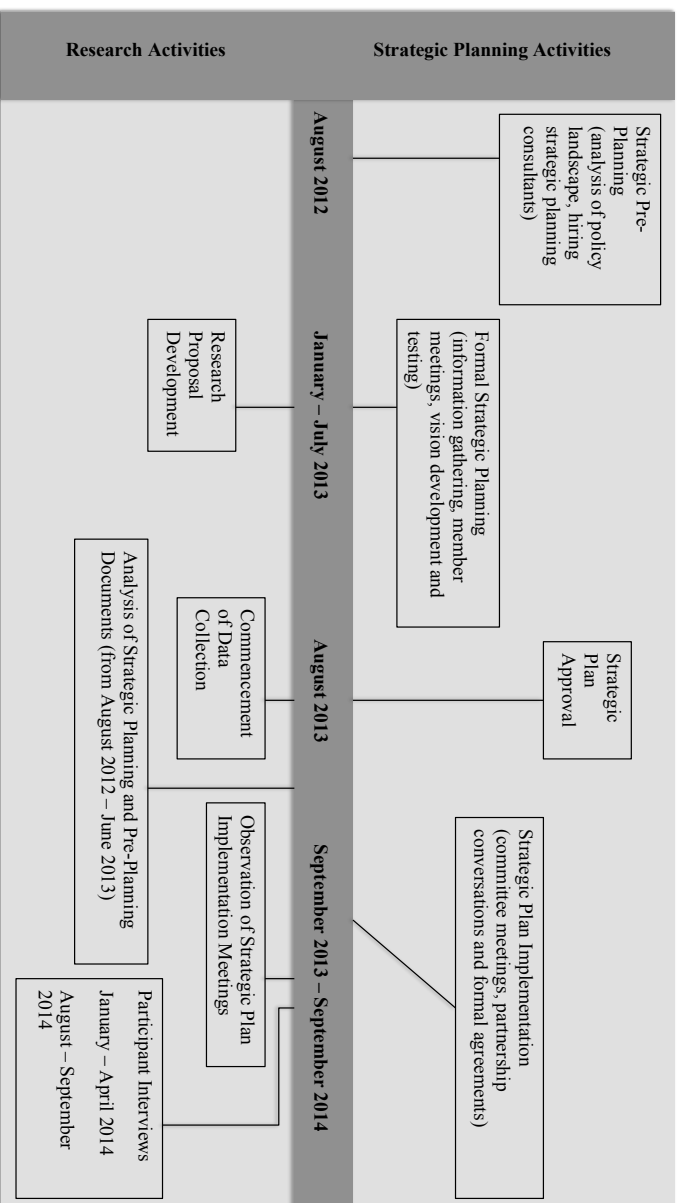 Research Activities
Strategic Planning Activities
August 2012
January – July 2013
August 2013
September 2013 – September 2014
Strategic Pre-
Planning
(analysis of policy
landscape, hiring
strategic planning
consultants)
Formal Strategic Planning
(information gathering, member
meetings, vision development and
testing)
Strategic
Plan
Approval
Strategic Plan Implementation
(committee meetings, partnership
conversations and formal agreements)
Research
Proposal
Development
Commencement
of Data
Collection
Analysis of Strategic Planning and Pre-Planning
Documents (from August 2012 – June 2013)
Observation of Strategic Plan
Implementation Meetings
Participant Interviews
January – April 2014
August – September
2014